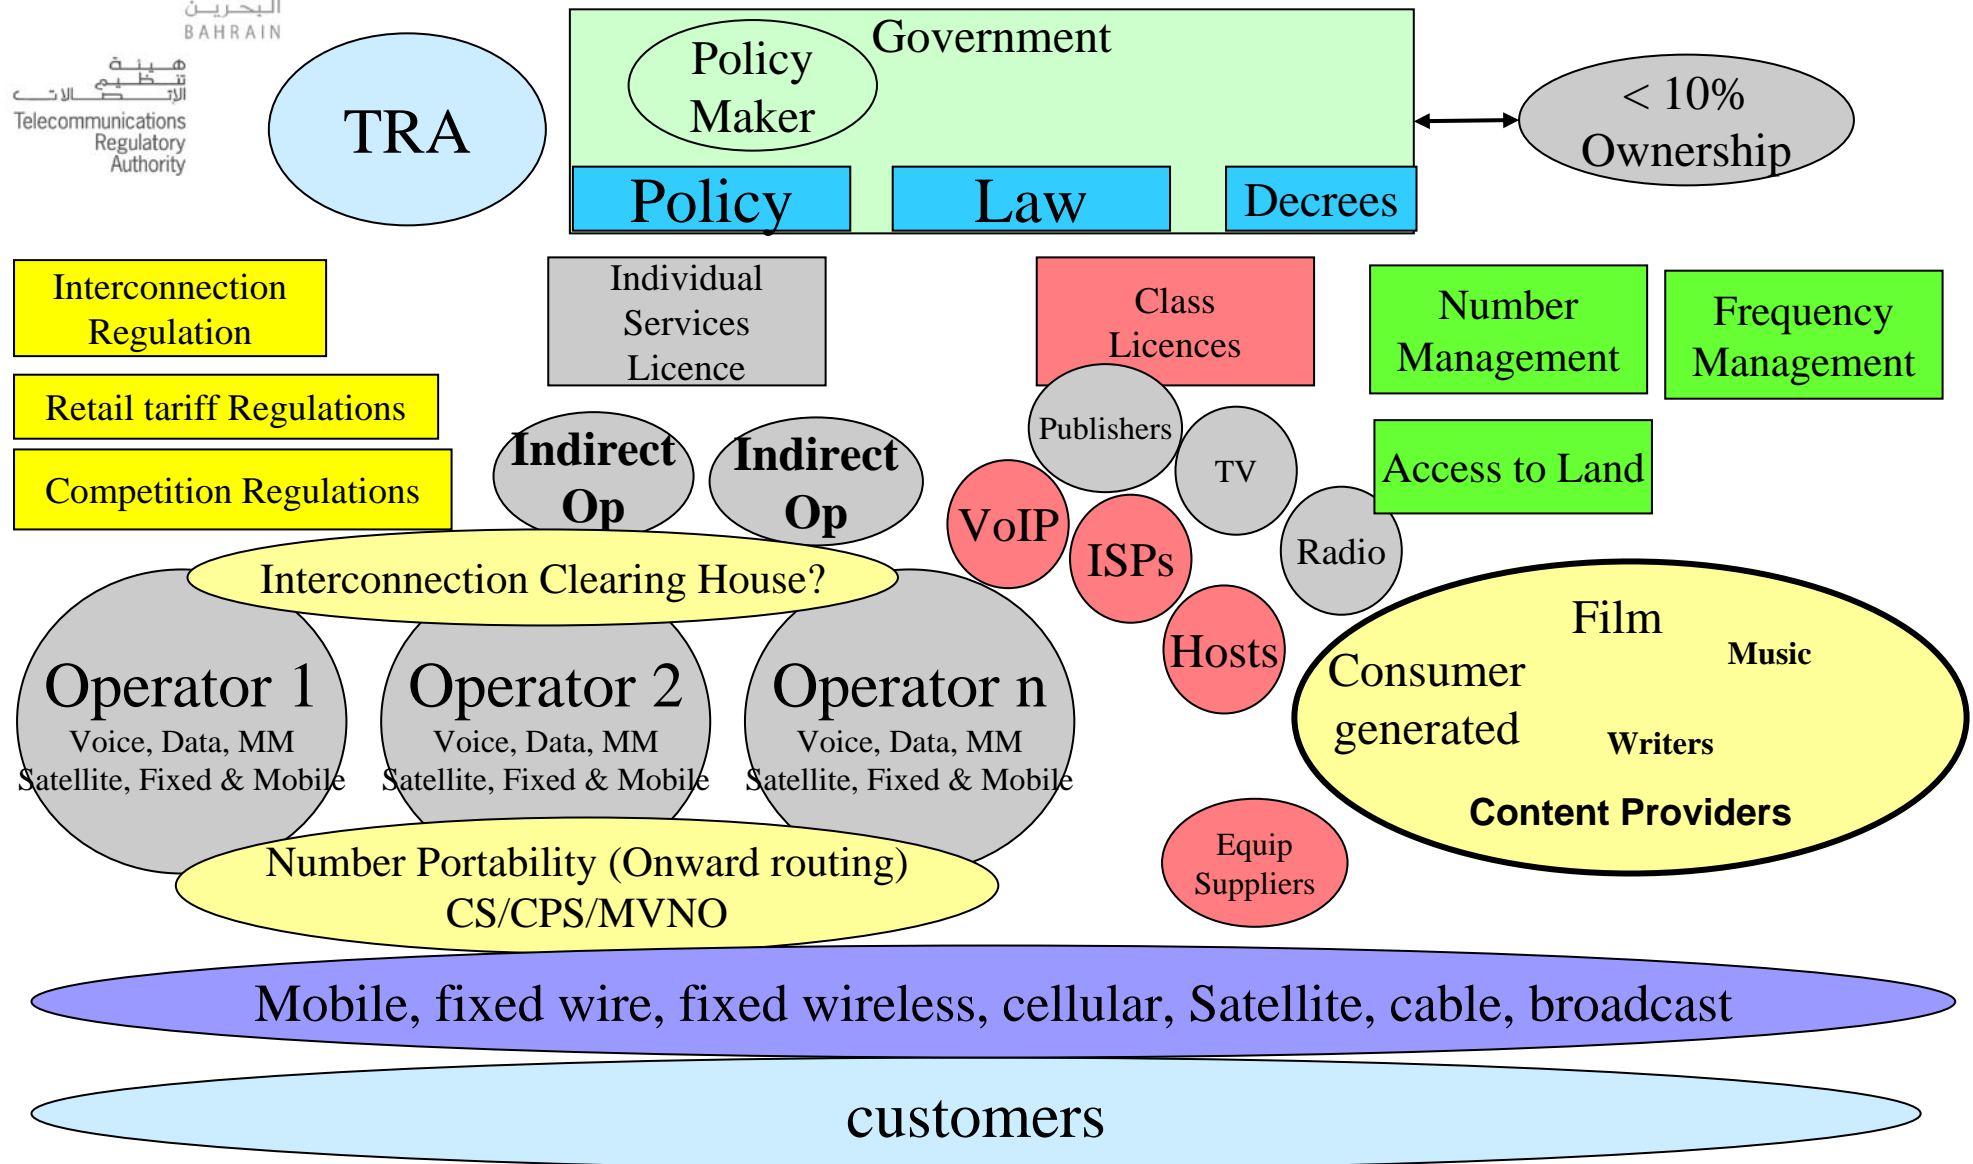 البحرين
BAHRAIN
هيئة
تنظيم
الإتصالات
Telecommunications
Regulatory
Authority
TRA
Government
Policy
Maker
Policy
Law
Decrees
< 10%
Ownership
Interconnection
Regulation
Retail tariff Regulations
Competition Regulations
Individual
Services
Licence
Class
Licences
Number
Management
Frequency
Management
Access to Land
Indirect
Op
Indirect
Op
Publishers
TV
Radio
VoIP
ISPs
Hosts
Interconnection Clearing House?
Operator 1
Voice, Data, MM
Satellite, Fixed & Mobile
Operator 2
Voice, Data, MM
Satellite, Fixed & Mobile
Operator n
Voice, Data, MM
Satellite, Fixed & Mobile
Film
Music
Consumer
generated
Writers
Content Providers
Equip
Suppliers
Number Portability (Onward routing)
CS/CPS/MVNO
Mobile, fixed wire, fixed wireless, cellular, Satellite, cable, broadcast
customers